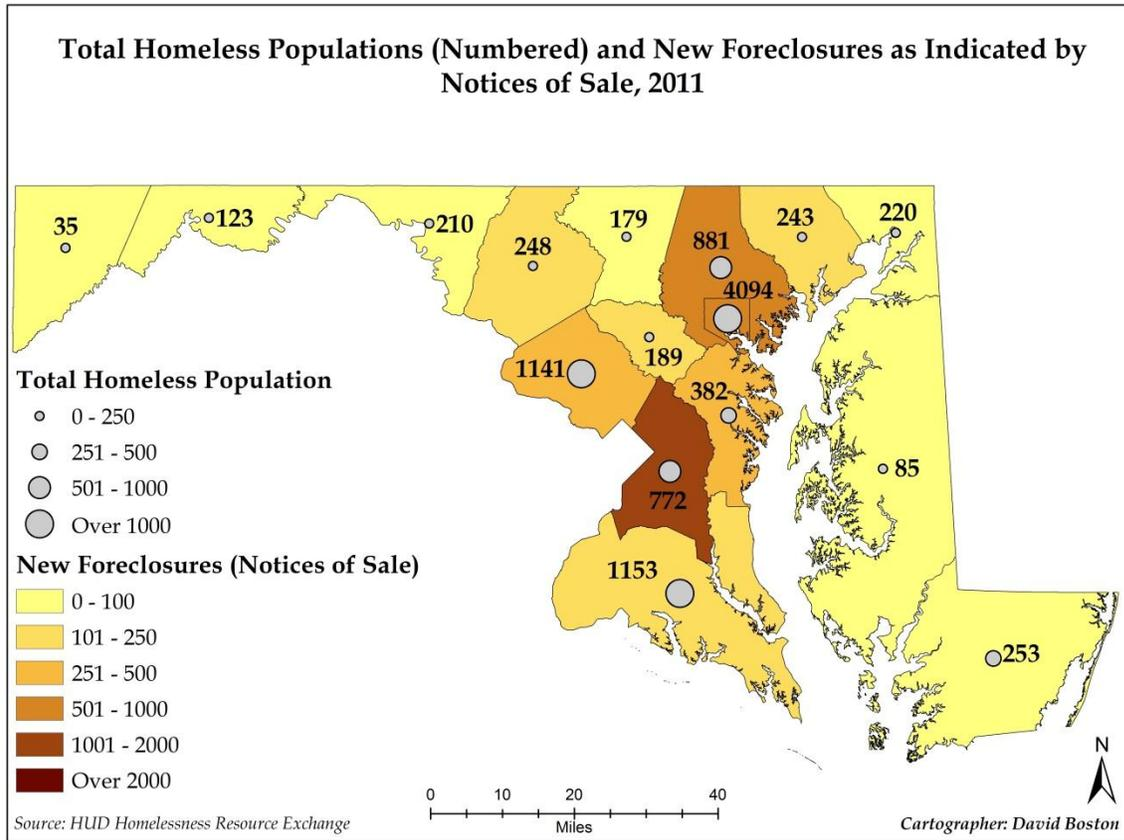 Total Homeless Populations (Numbered) and New Foreclosures as Indicated by
Notices of Sale, 2011
35
123
210
248
179
881
243
220
4094
1141
189
382
772
85
1153
253
Total Homeless Population
0 - 250
251 - 500
501 - 1000
Over 1000
New Foreclosures (Notices of Sale)
0 - 100
101 - 250
251 - 500
501 - 1000
1001 - 2000
Over 2000
0 20 40
Miles
N
Source: HUD Homelessness Resource Exchange
Cartographer: David Boston